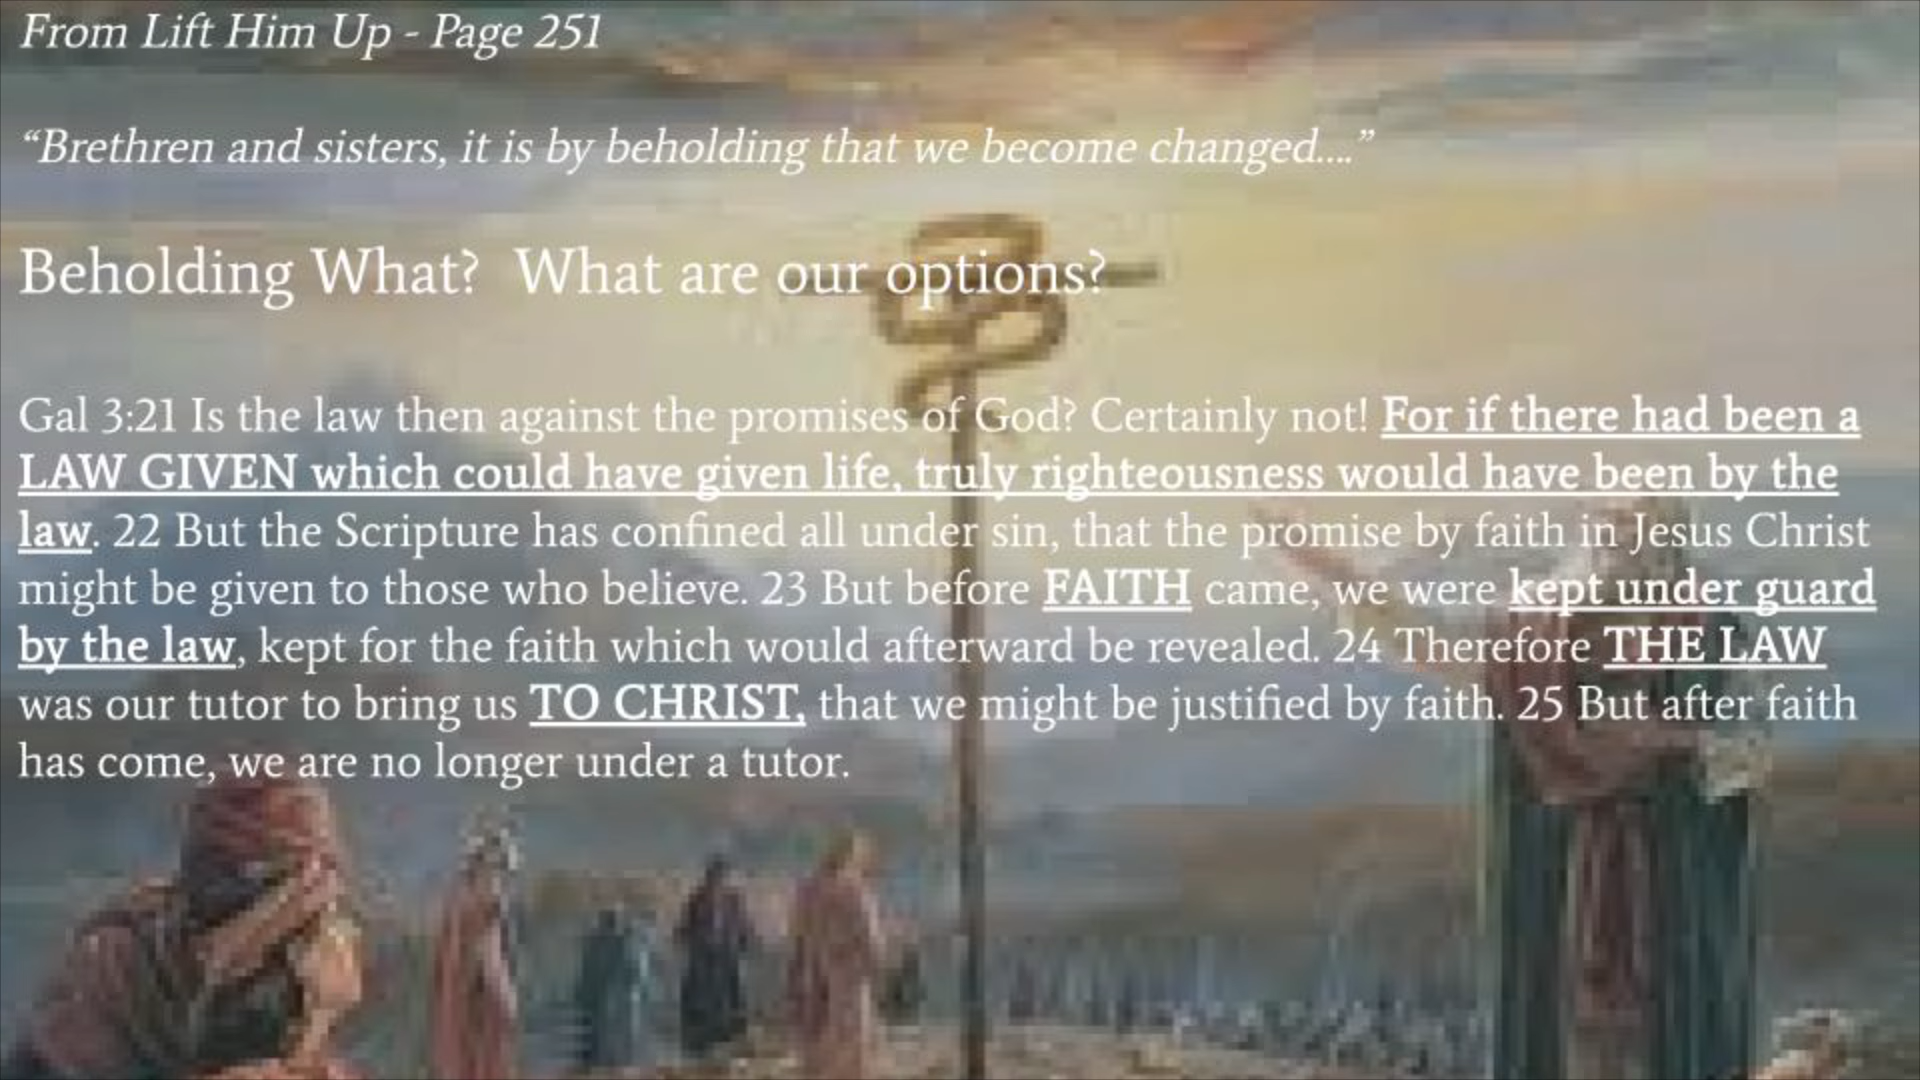 From Lift Him Up - Page 251
“Brethren and sisters, it is by beholding that we become changed....”
Beholding What?  What are our options?
Gal 3:21 Is the law then against the promises of God? Certainly not! For if there had been a
LAW GIVEN which could have given life, truly righteousness would have been by the
law. 22 But the Scripture has confined all under sin, that the promise by faith in Jesus Christ
might be given to those who believe. 23 But before FAITH came, we were kept under guard
by the law, kept for the faith which would afterward be revealed. 24 Therefore THE LAW
was our tutor to bring us TO CHRIST, that we might be justified by faith. 25 But after faith
has come, we are no longer under a tutor.